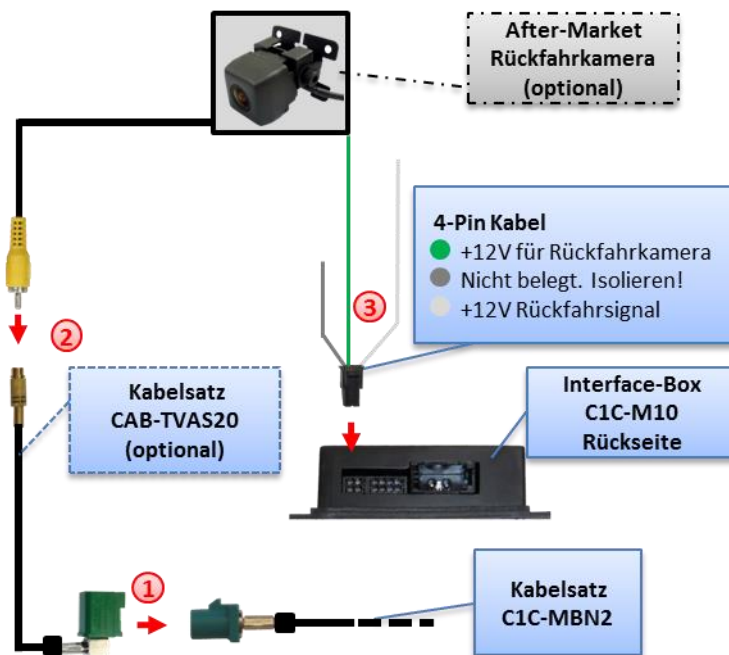 After-Market
Rückfahrkamera
(optional)
4-Pin Kabel
+12V für Rückfahrkamera
Nicht belegt. Isolieren!
+12V Rückfahrsignal
3
2
Kabelsatz
CAB-TVAS20
(optional)
Interface-Box
C1C-M10
Rückseite
1
Kabelsatz
C1C-MBN2